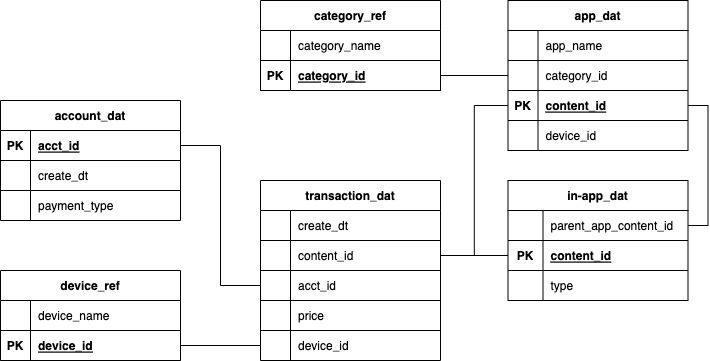 category_ref
category_name
PK category_id
app_dat
app_name
category_id
PK content_id
device_id
account_dat
PK acct_id
create_dt
payment_type
transaction_dat
create_dt
content_id
acct_id
price
device_id
in-app_dat
parent_app_content_id
PK content_id
type
device_ref
device_name
PK device_id